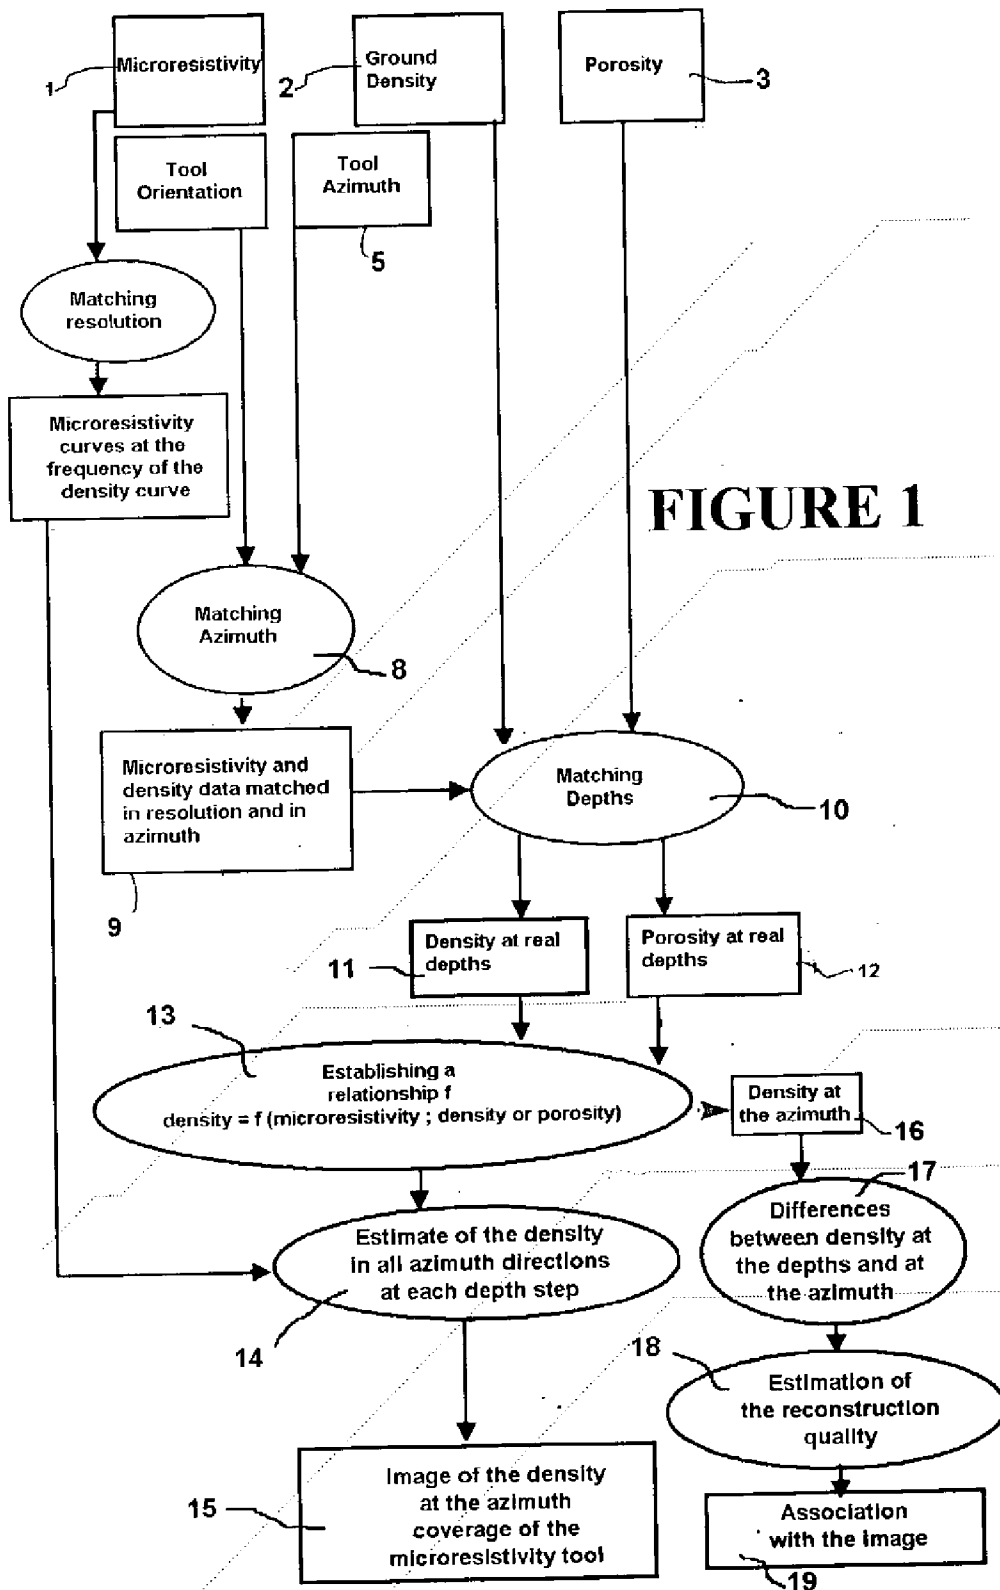 Microresistivity
1
2
Ground
Density
Porosity
3
Tool
Orientation
Tool
Azimuth
5
Matching
resolution
Microresistivity
curves at the
frequency of the
density curve
FIGURE 1
Matching
Azimuth
8
Microresistivity and
density data matched
in resolution and in
azimuth
9
Matching
Depths
10
Density at real
depths
11
Porosity at real
depths
12
13
Establishing a
relationship f
density = f (microresistivity ; density or porosity)
Density at
the azimuth
16
17
Differences
between density at
the depths and at
the azimuth
Estimate of the density
in all azimuth directions
at each depth step
14
18
Estimation of
the reconstruction
quality
15
Image of the density
at the azimuth
coverage of the
microresistivity tool
Association
with the image
19